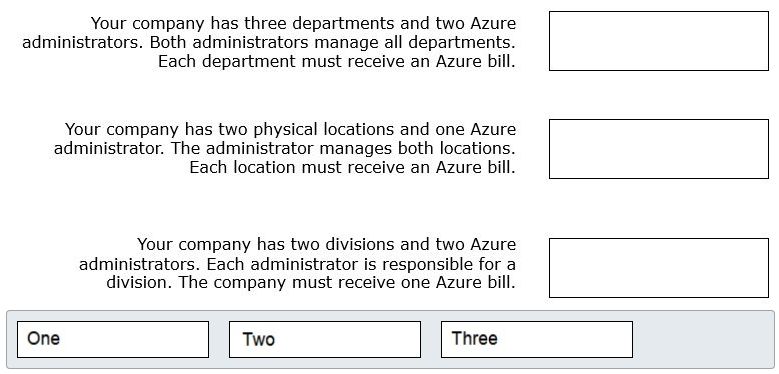 Your company has three departments and two Azure
administrators. Both administrators manage all departments.
Each department must receive an Azure bill.
Your company has two physical locations and one Azure
administrator. The administrator manages both locations.
Each location must receive an Azure bill.
Your company has two divisions and two Azure
administrators. Each administrator is responsible for a
division. The company must receive one Azure bill.
One
Two
Three